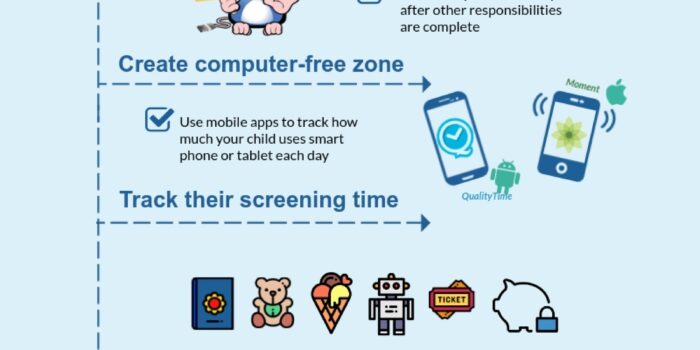 after other responsibilities
are complete
Create computer-free zone
Moment
Use mobile apps to track how
much your child uses smart
phone or tablet each day
QualityTime
Track their screening time
TICKET